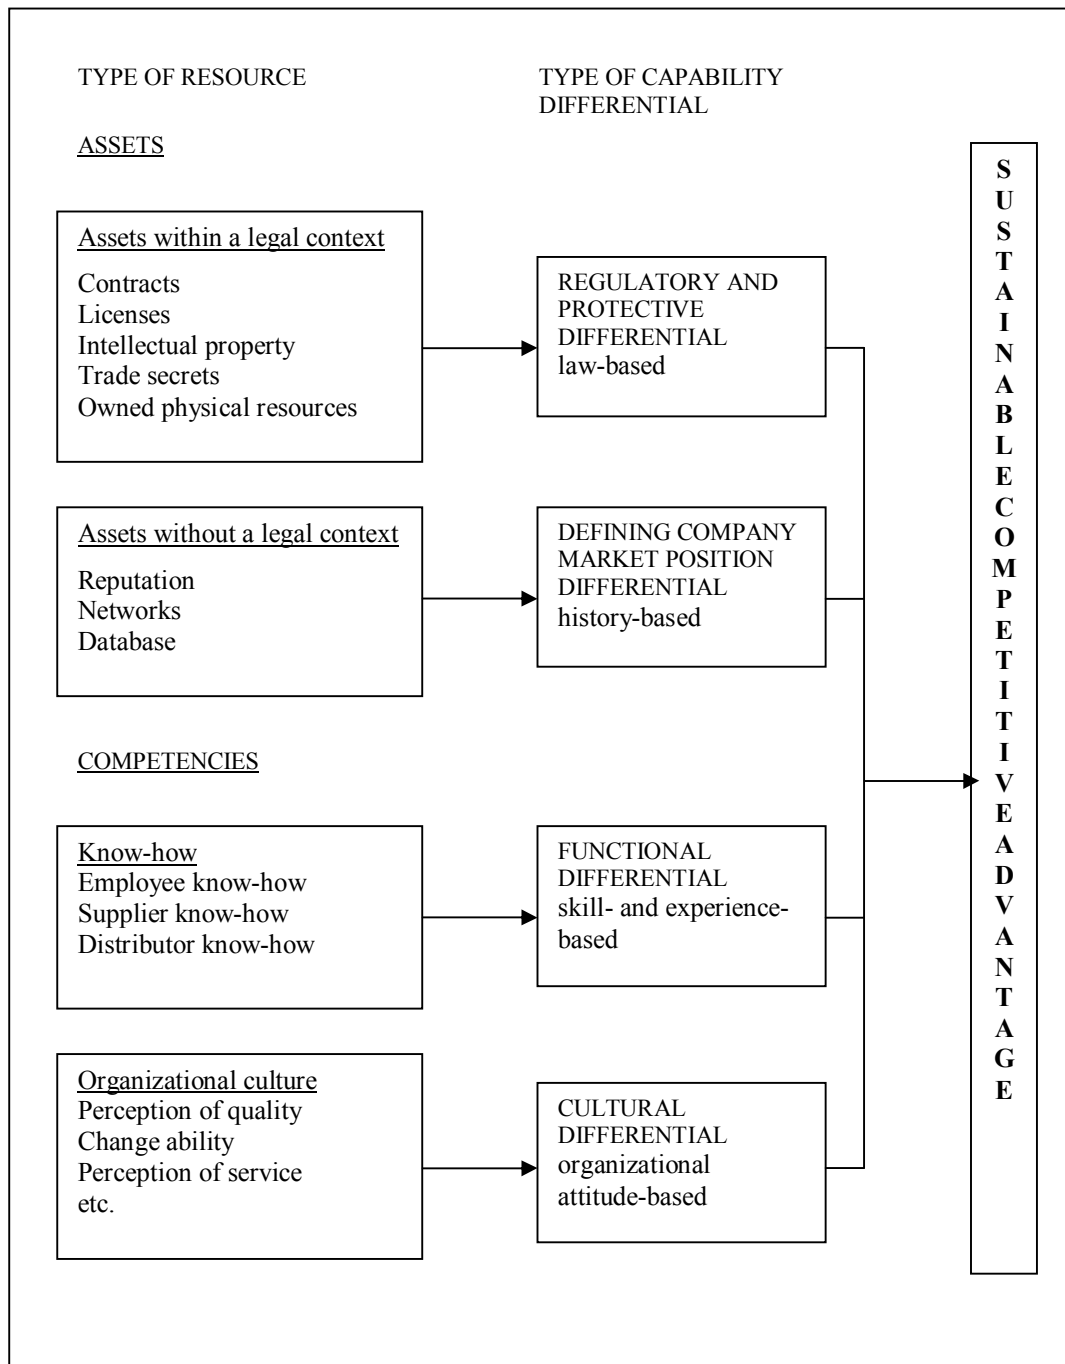 TYPE OF RESOURCE
TYPE OF CAPABILITY
DIFFERENTIAL
ASSETS
Assets within a legal context
Contracts
Licenses
Intellectual property
Trade secrets
Owned physical resources
REGULATORY AND
PROTECTIVE
DIFFERENTIAL
law-based
Assets without a legal context
Reputation
Networks
Database
DEFINING COMPANY
MARKET POSITION
DIFFERENTIAL
history-based
COMPETENCIES
Know-how
Employee know-how
Supplier know-how
Distributor know-how
FUNCTIONAL
DIFFERENTIAL
skill- and experience-
based
Organizational culture
Perception of quality
Change ability
Perception of service
etc.
CULTURAL
DIFFERENTIAL
organizational
attitude-based
S
U
S
T
A
I
N
A
B
L
E
C
O
M
P
E
T
I
T
I
V
E
A
D
V
A
N
T
A
G
E